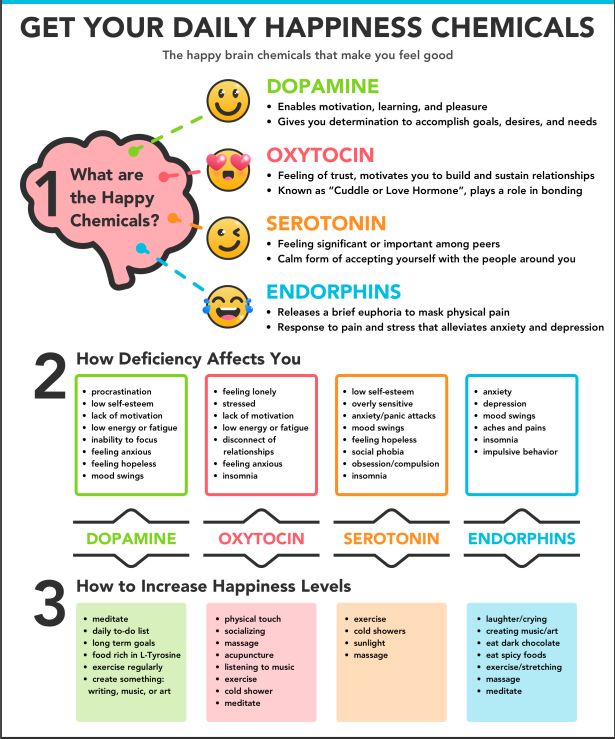 GET YOUR DAILY HAPPINESS CHEMICALS
The happy brain chemicals that make you feel good
1 What are
the Happy
Chemicals?
DOPAMINE
• Enables motivation, learning, and pleasure
• Gives you determination to accomplish goals, desires, and needs
OXYTOCIN
• Feeling of trust, motivates you to build and sustain relationships
• Known as “Cuddle or Love Hormone”, plays a role in bonding
SEROTONIN
• Feeling significant or important among peers
• Calm form of accepting yourself with the people around you
ENDORPHINS
• Releases a brief euphoria to mask physical pain
• Response to pain and stress that alleviates anxiety and depression
2 How Deficiency Affects You
• procrastination
• low self-esteem
• lack of motivation
• low energy or fatigue
• inability to focus
• feeling anxious
• feeling hopeless
• mood swings
• feeling lonely
• stressed
• lack of motivation
• low energy or fatigue
• disconnect of
relationships
• feeling anxious
• insomnia
• low self-esteem
• overly sensitive
• anxiety/panic attacks
• mood swings
• feeling hopeless
• social phobia
• obsession/compulsion
• insomnia
• anxiety
• depression
• mood swings
• aches and pains
• insomnia
• impulsive behavior
DOPAMINE
OXYTOCIN
SEROTONIN
ENDORPHINS
3 How to Increase Happiness Levels
• meditate
• daily to-do list
• long term goals
• food rich in L-Tyrosine
• exercise regularly
• create something:
writing, music, or art
• physical touch
• socializing
• massage
• acupuncture
• listening to music
• exercise
• cold shower
• meditate
• exercise
• cold showers
• sunlight
• massage
• laughter/crying
• creating music/art
• eat dark chocolate
• eat spicy foods
• exercise/stretching
• massage
• meditate